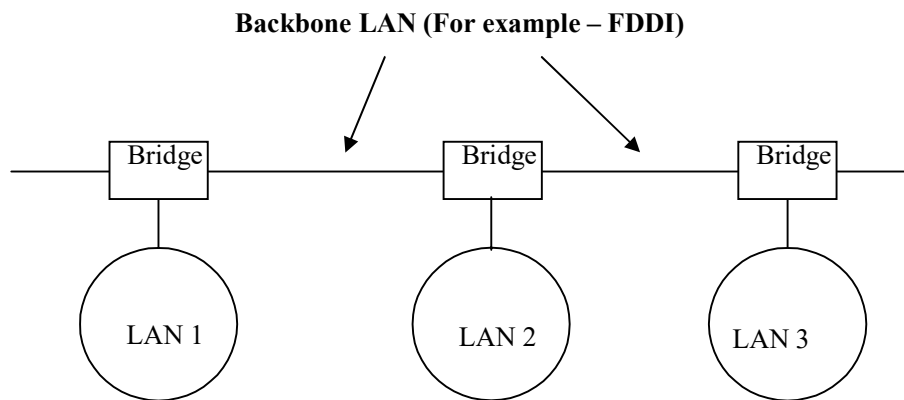 Backbone LAN (For example – FDDI)
Bridge
Bridge
Bridge
LAN 1
LAN 2
LAN 3